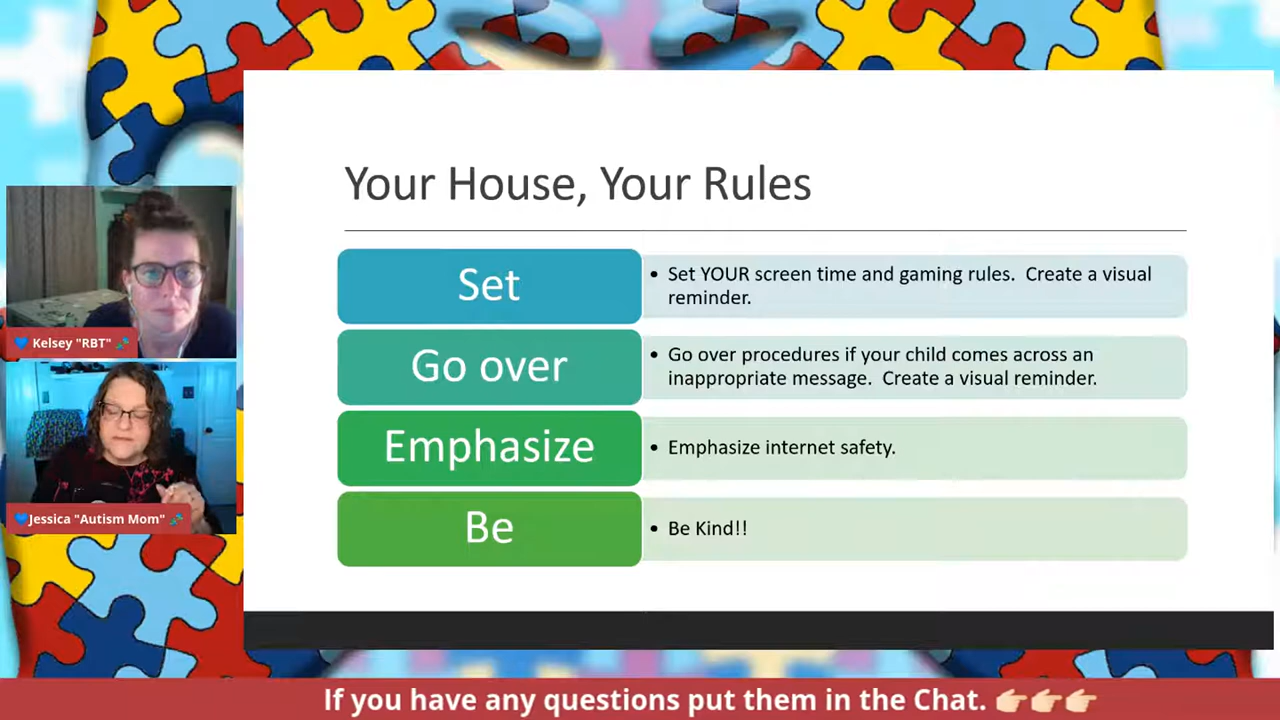 Your House, Your Rules
Set
• Set YOUR screen time and gaming rules.  Create a visual
reminder.
Go over
• Go over procedures if your child comes across an
inappropriate message.  Create a visual reminder.
Emphasize
• Emphasize internet safety.
Be
• Be Kind!!
💙 Kelsey "RBT" 🧩
💙Jessica "Autism Mom" 🧩
If you have any questions put them in the Chat. 👉🏻👉🏻👉🏻